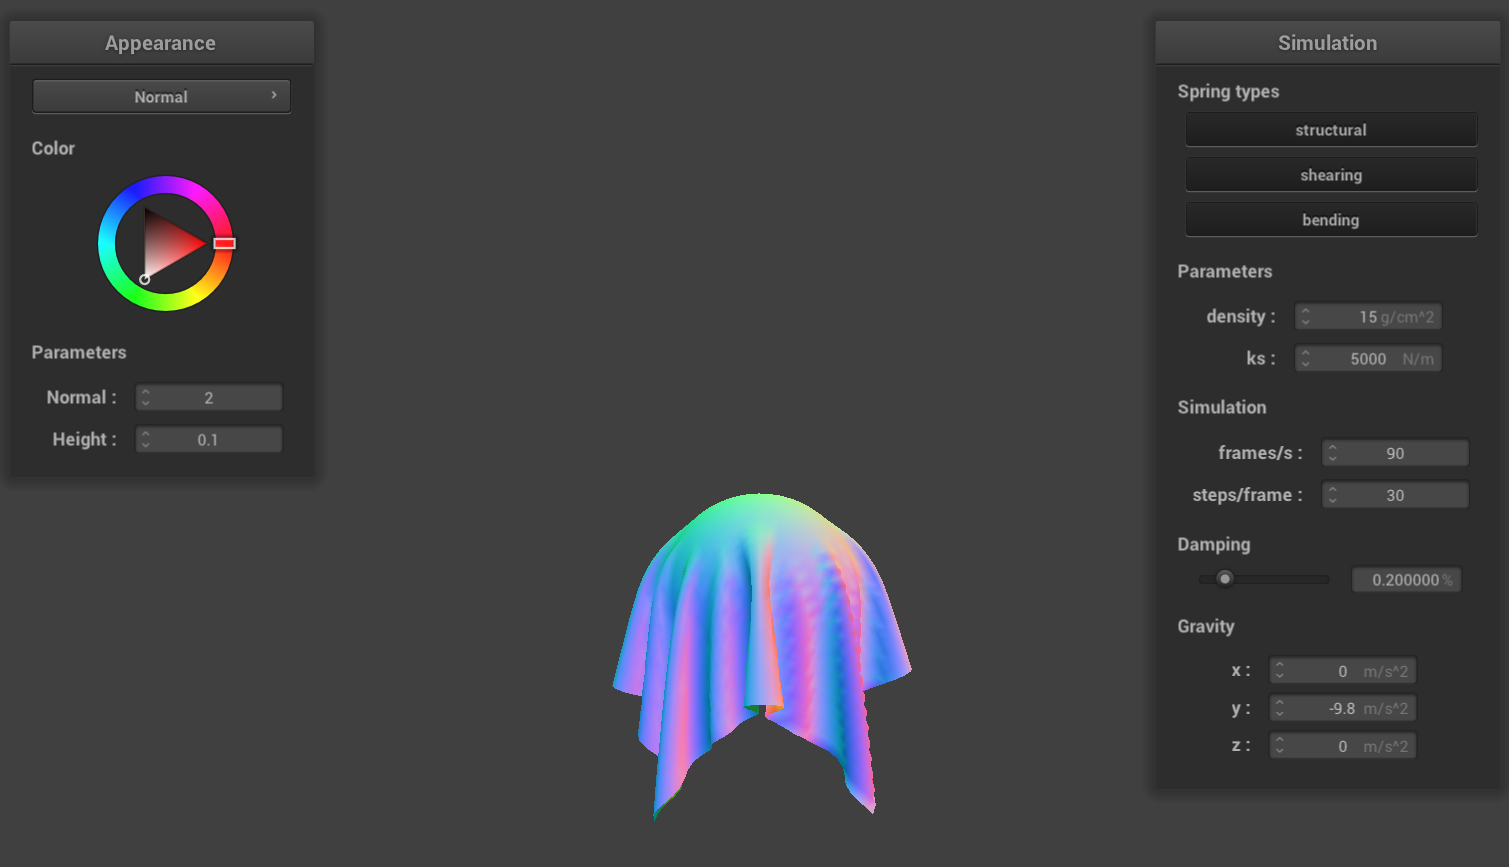 Appearance
Normal
Color
Parameters
Normal : 2
Height : 0.1
Simulation
Spring types
structural
shearing
bending
Parameters
density : 15 g/cm^2
ks : 5000 N/m
Simulation
frames/s : 90
steps/frame : 30
Damping
0.200000 %
Gravity
x : 0 m/s^2
y : -9.8 m/s^2
z : 0 m/s^2